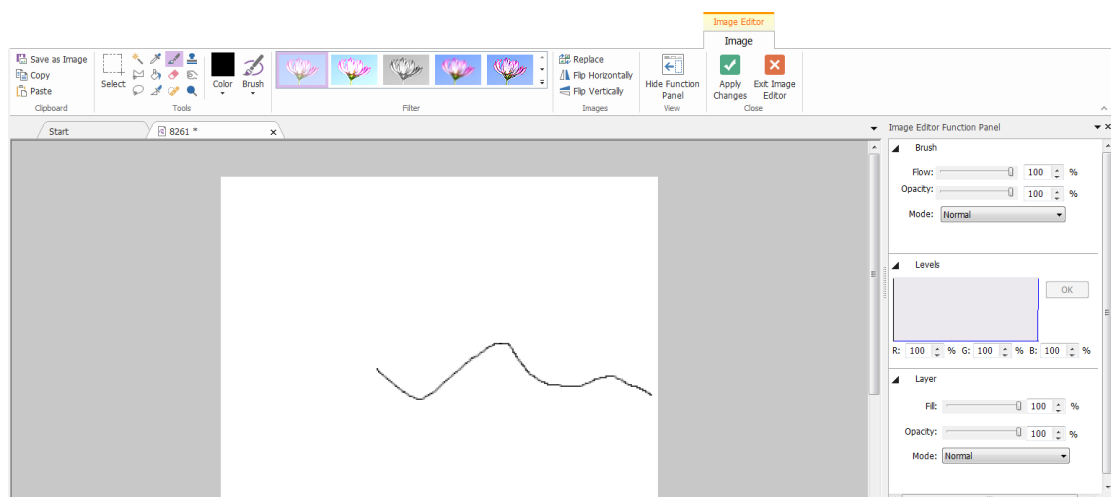 Image Editor
Image
Save as Image
Copy
Paste
Clipboard
Select
Tools
Color
Brush
Filter
Replace
Flip Horizontally
Flip Vertically
Images
Hide Function
Panel
View
Apply
Changes
Exit Image
Editor
Close
Start
8261 *
Image Editor Function Panel
Brush
Flow: 100 %
Opacity: 100 %
Mode: Normal
Levels
OK
R: 100 % G: 100 % B: 100 %
Layer
Fill: 100 %
Opacity: 100 %
Mode: Normal